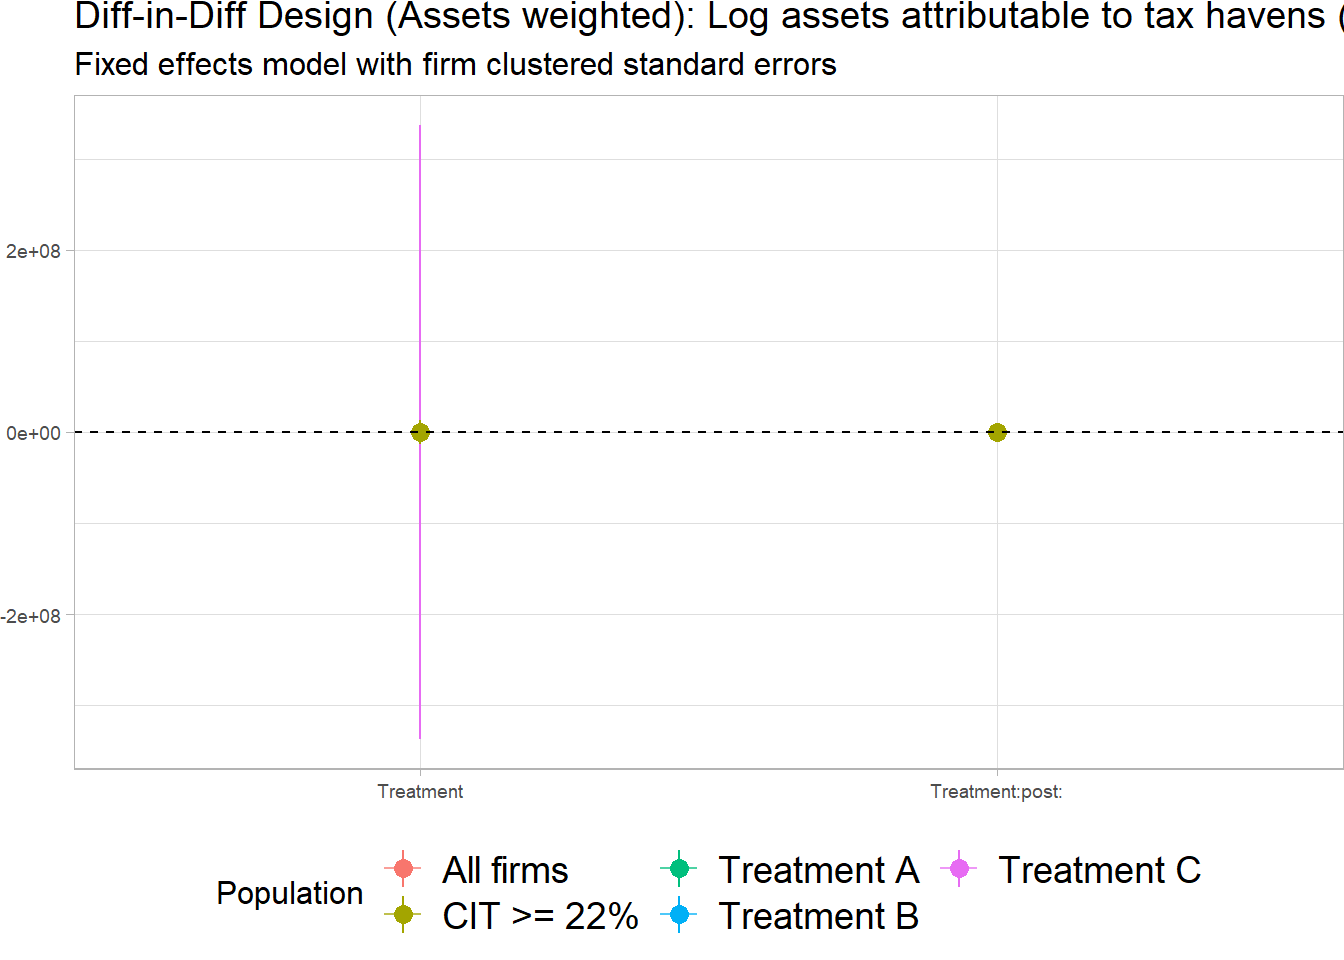 Diff-in-Diff Design (Assets weighted): Log assets attributable to tax havens (
Fixed effects model with firm clustered standard errors
2e+08
0e+00
-2e+08
Treatment
Treatment:post:
Population
All firms
CIT >= 22%
Treatment A
Treatment B
Treatment C